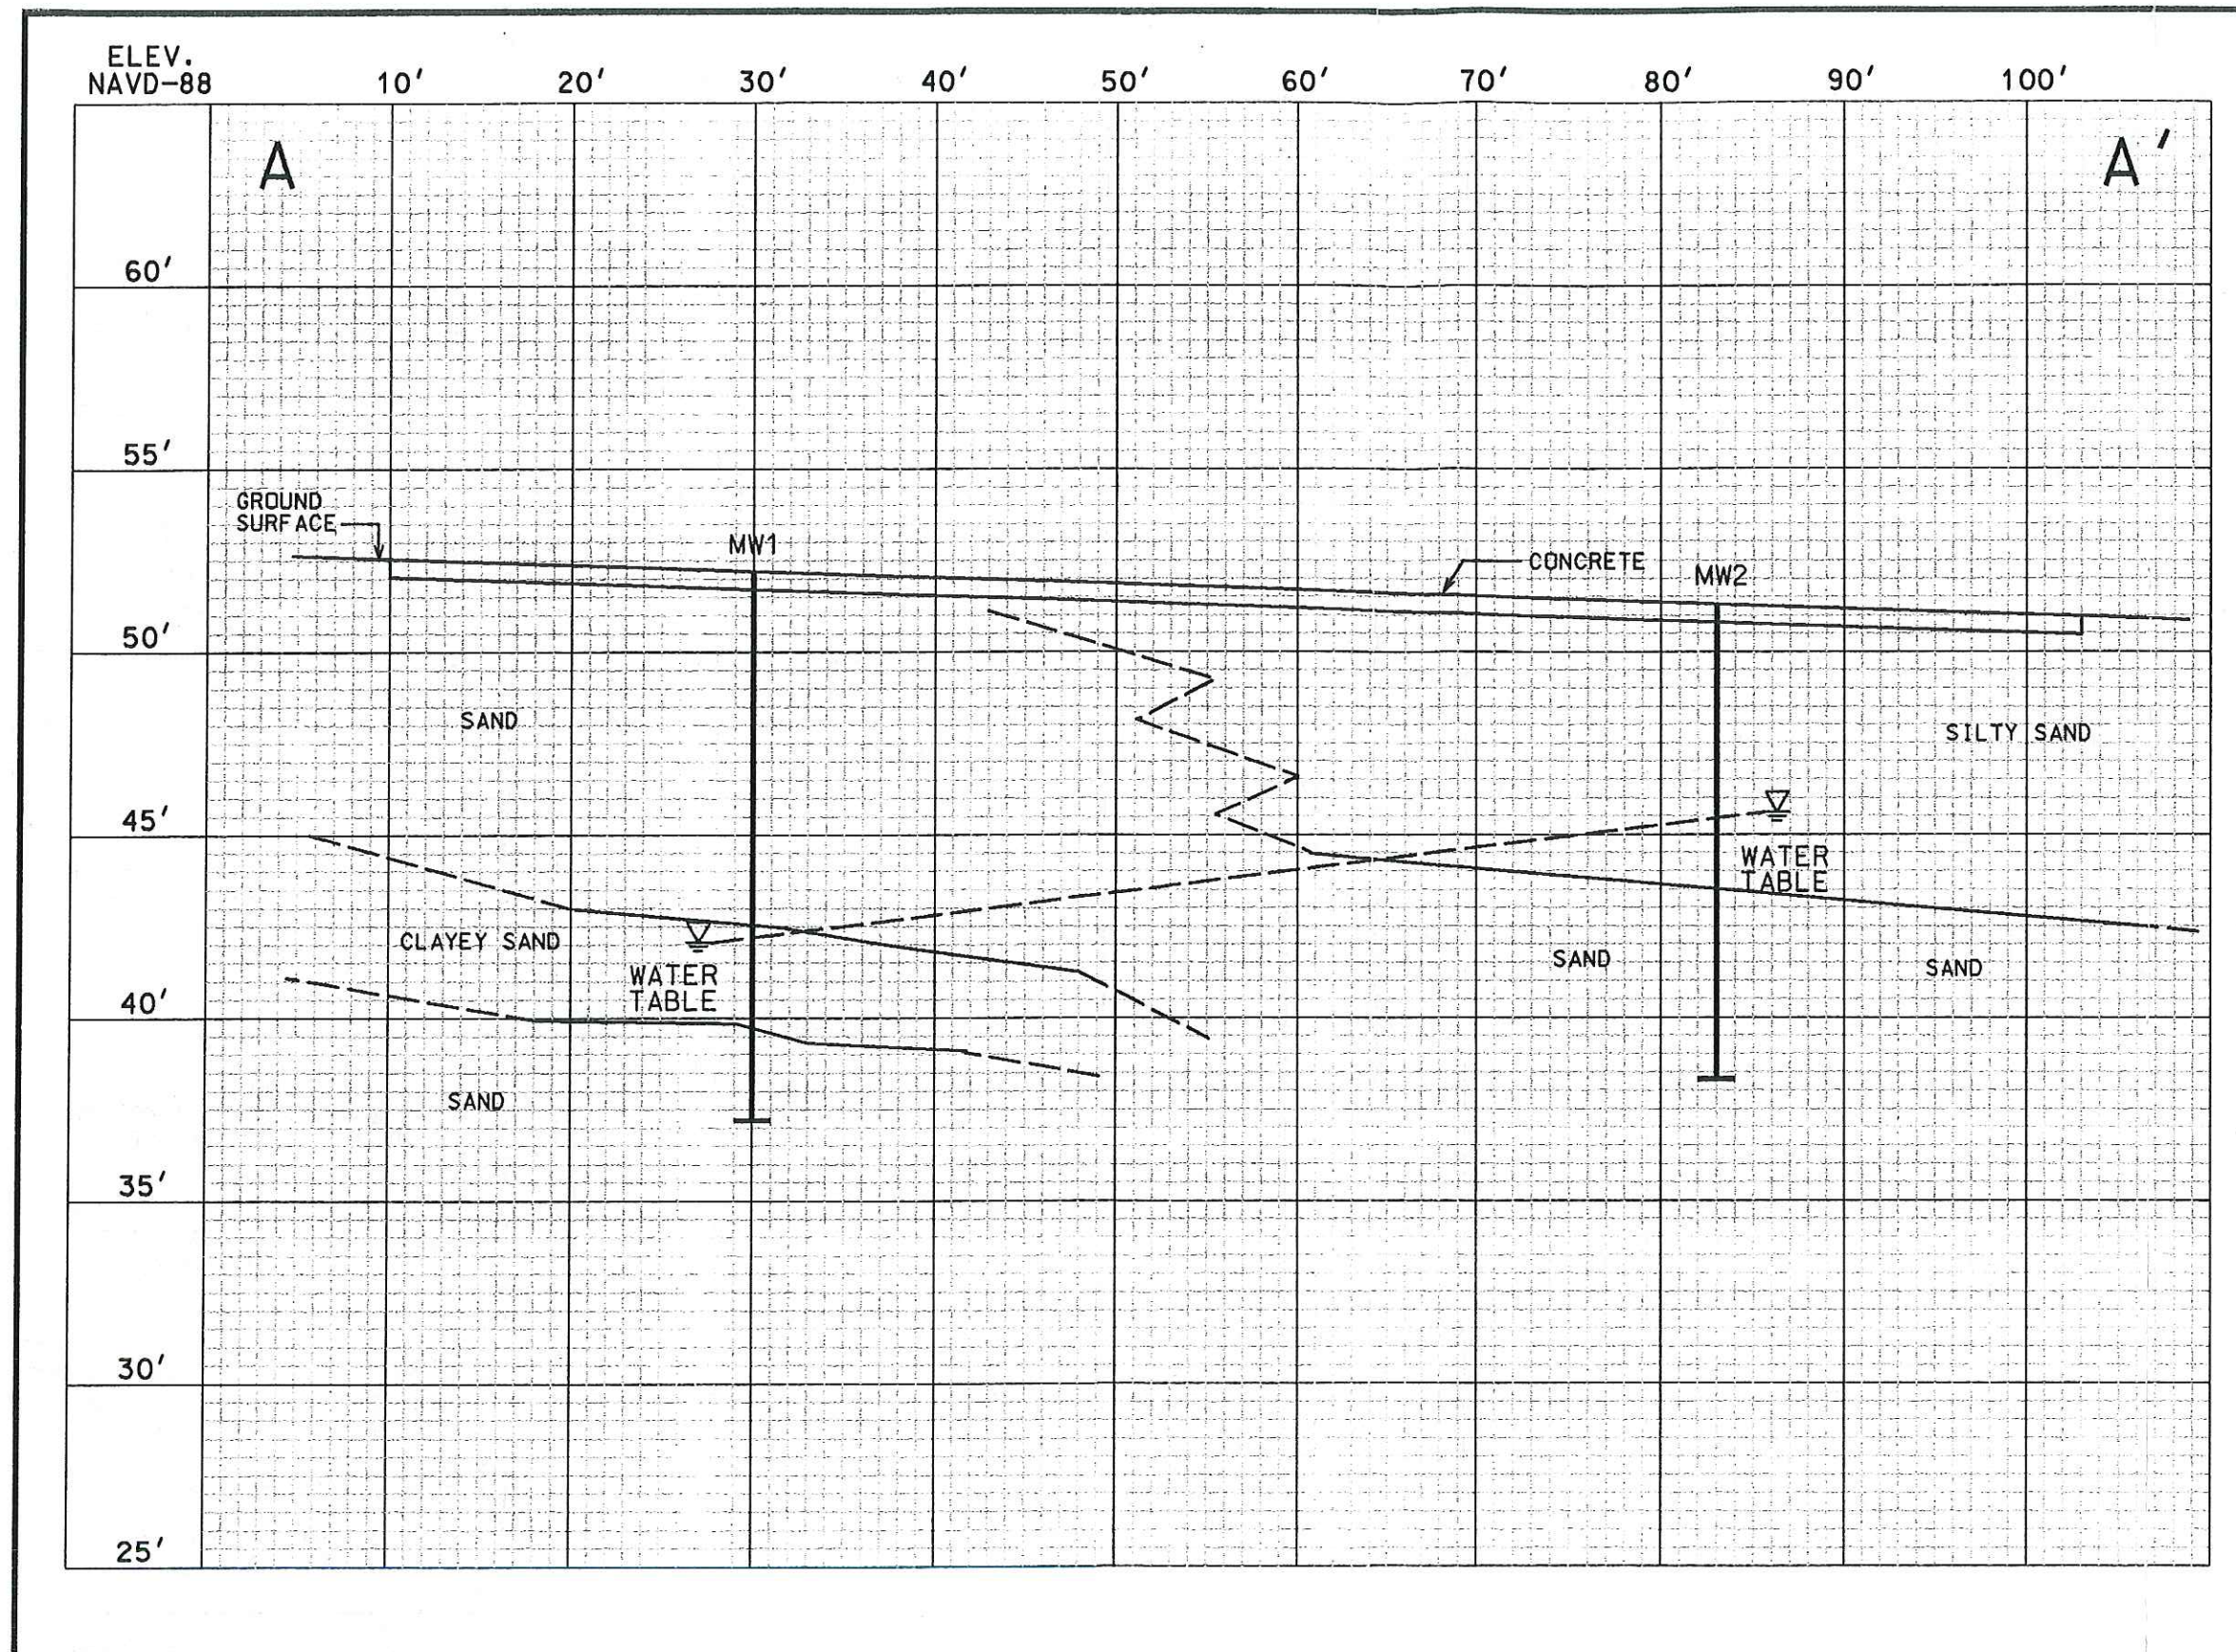 ELEV.
NAVD-88
10' 20' 30' 40' 50' 60' 70' 80' 90' 100'
A A'
60'
55'
GROUND
SURFACE
MW1
CONCRETE
MW2
50'
SAND
SILTY SAND
45'
WATER
TABLE
CLAYEY SAND
SAND
SAND
WATER
TABLE
40'
SAND
35'
30'
25'